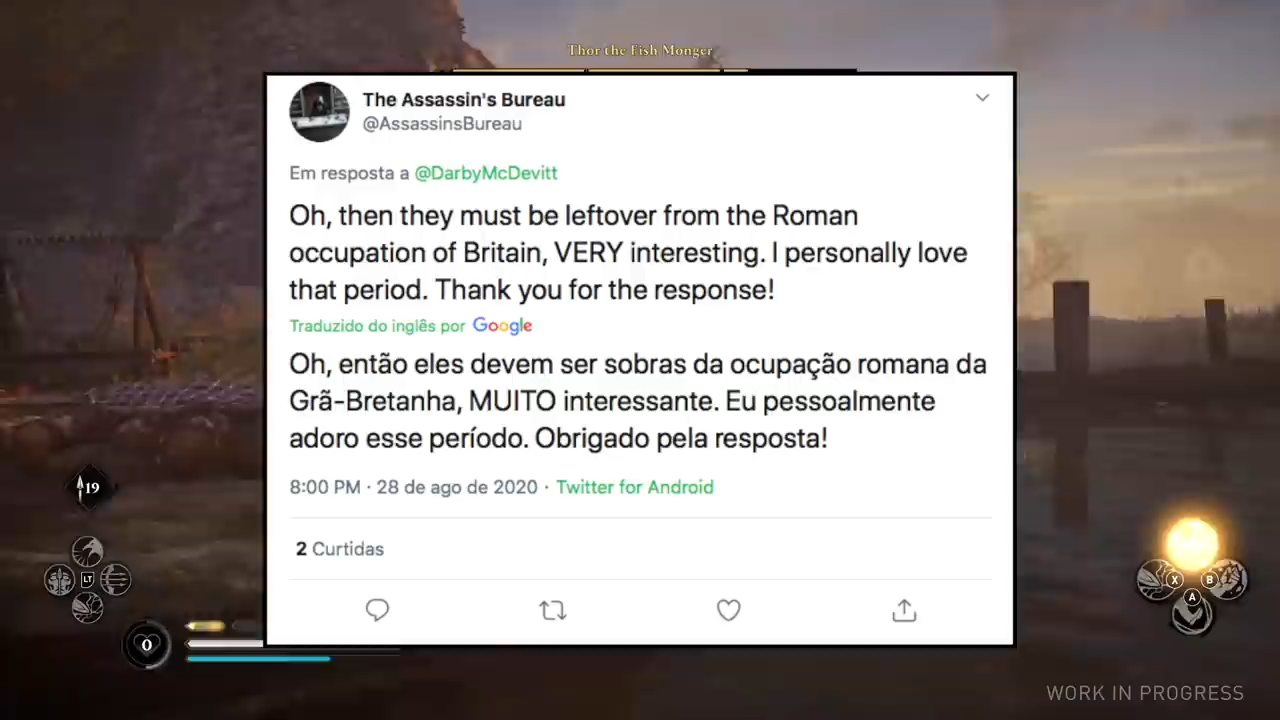 Thor the Fish Monger
The Assassin's Bureau
@AssassinsBureau
Em resposta a @DarbyMcDevitt
Oh, then they must be leftover from the Roman
occupation of Britain, VERY interesting. I personally love
that period. Thank you for the response!
Traduzido do inglês por Google
Oh, então eles devem ser sobras da ocupação romana da
Grã-Bretanha, MUITO interessante. Eu pessoalmente
adoro esse período. Obrigado pela resposta!
8:00 PM · 28 de ago de 2020 · Twitter for Android
2 Curtidas
19
LT
X
B
A
0
WORK IN PROGRESS